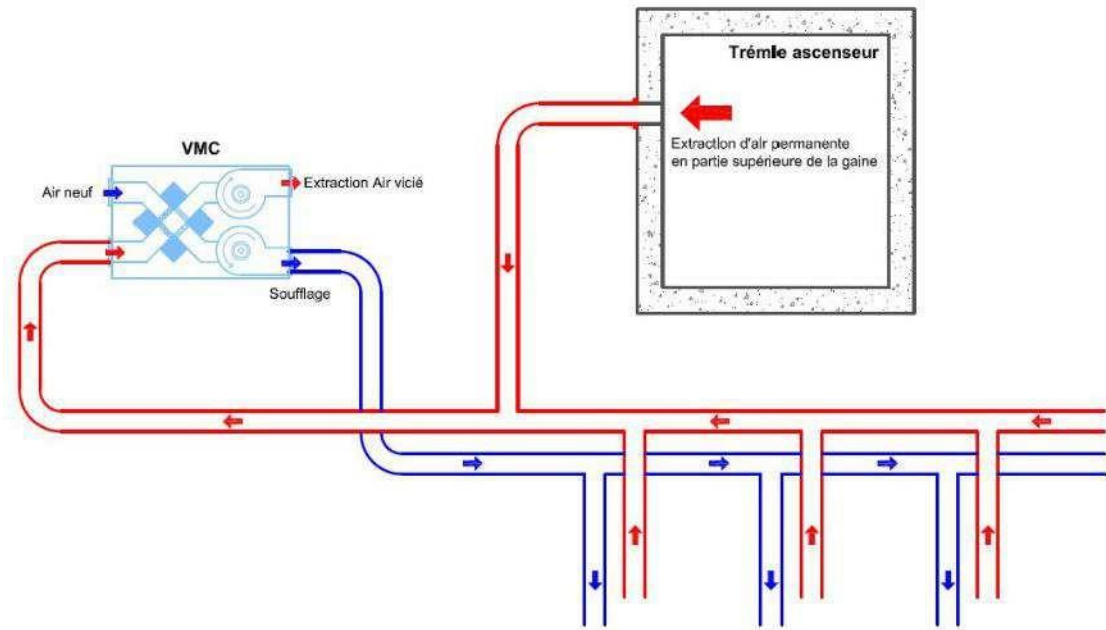 Trémie ascenseur
Extraction d'air permanente
en partie supérieure de la gaine
VMC
Air neuf
Extraction Air vicié
Soufflage